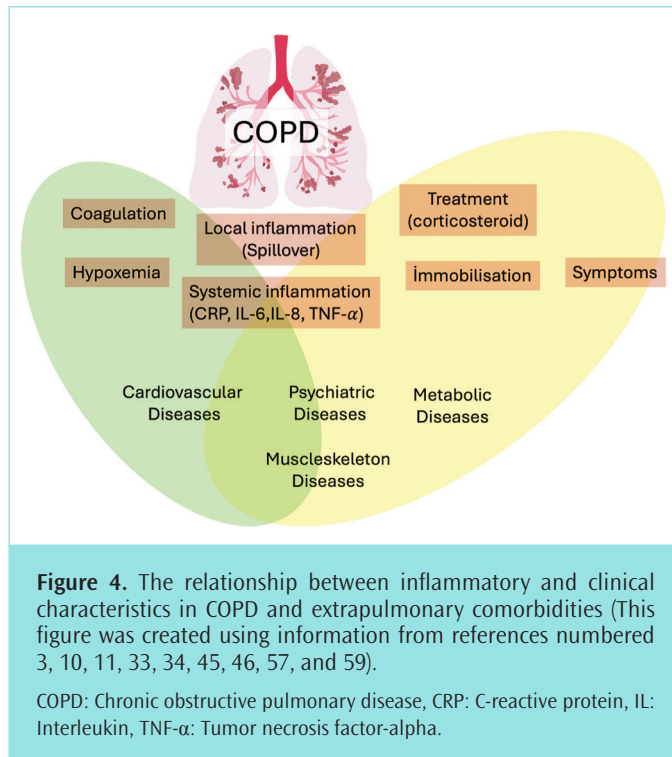 COPD
Coagulation
Local inflammation
(Spillover)
Treatment
(corticosteroid)
Hypoxemia
Systemic inflammation
(CRP, IL-6,IL-8, TNF-α)
İmmobilisation
Symptoms
Cardiovascular
Diseases
Psychiatric
Diseases
Metabolic
Diseases
Muscleskeleton
Diseases
Figure 4. The relationship between inflammatory and clinical
characteristics in COPD and extrapulmonary comorbidities (This
figure was created using information from references numbered
3, 10, 11, 33, 34, 45, 46, 57, and 59).
COPD: Chronic obstructive pulmonary disease, CRP: C-reactive protein, IL:
Interleukin, TNF-α: Tumor necrosis factor-alpha.